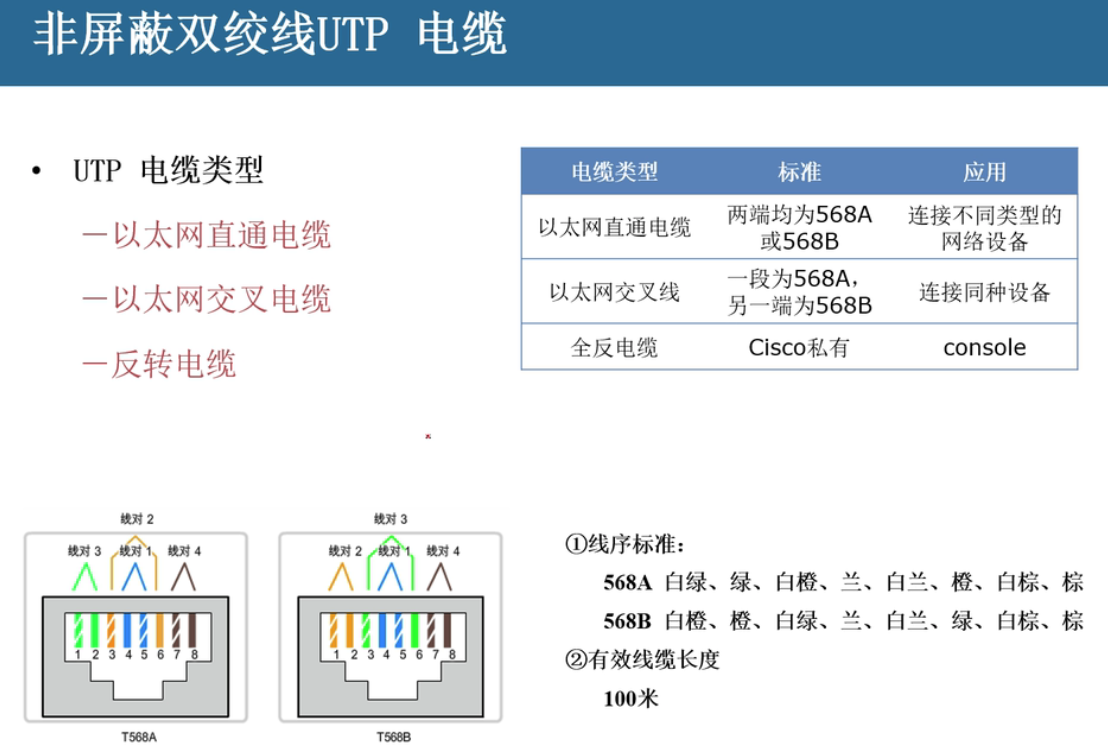 非屏蔽双绞线UTP 电缆
• UTP 电缆类型
－以太网直通电缆
－以太网交叉电缆
－反转电缆
电缆类型 标准 应用
以太网直通电缆 两端均为568A或568B 连接不同类型的网络设备
以太网交叉线 一段为568A，另一端为568B 连接同种设备
全反电缆 Cisco私有 console
线对 2
线对 3 线对 1 线对 4
1 2 3 4 5 6 7 8
T568A
线对 3
线对 2 线对 1 线对 4
1 2 3 4 5 6 7 8
T568B
①线序标准：
568A 白绿、绿、白橙、兰、白兰、橙、白棕、棕
568B 白橙、橙、白绿、兰、白兰、绿、白棕、棕
②有效线缆长度
100米